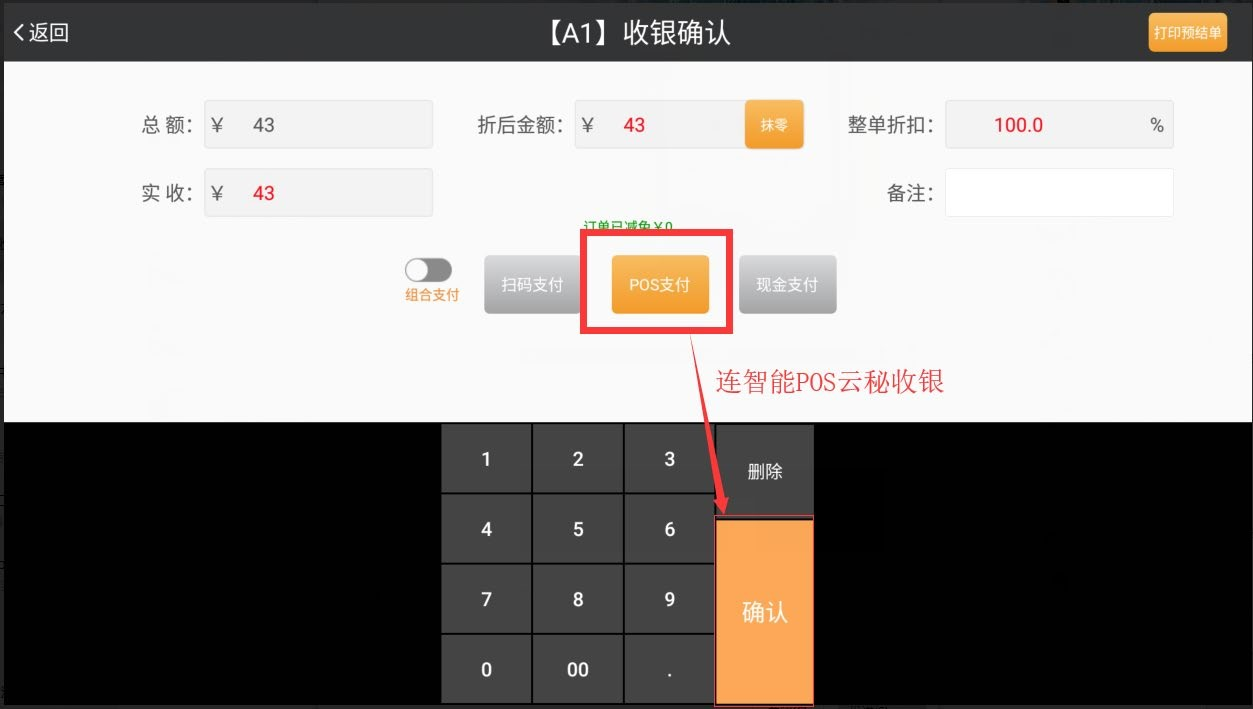 返回
【A1】收银确认
打印预结单
总 额： ￥ 43
折后金额： ￥ 43 抹零
整单折扣： 100.0 %
实 收： ￥ 43
备注：
订单已减免￥0
组合支付
扫码支付
POS支付
现金支付
连智能POS云秘收银
1 2 3 删除
4 5 6
7 8 9 确认
0 00 .